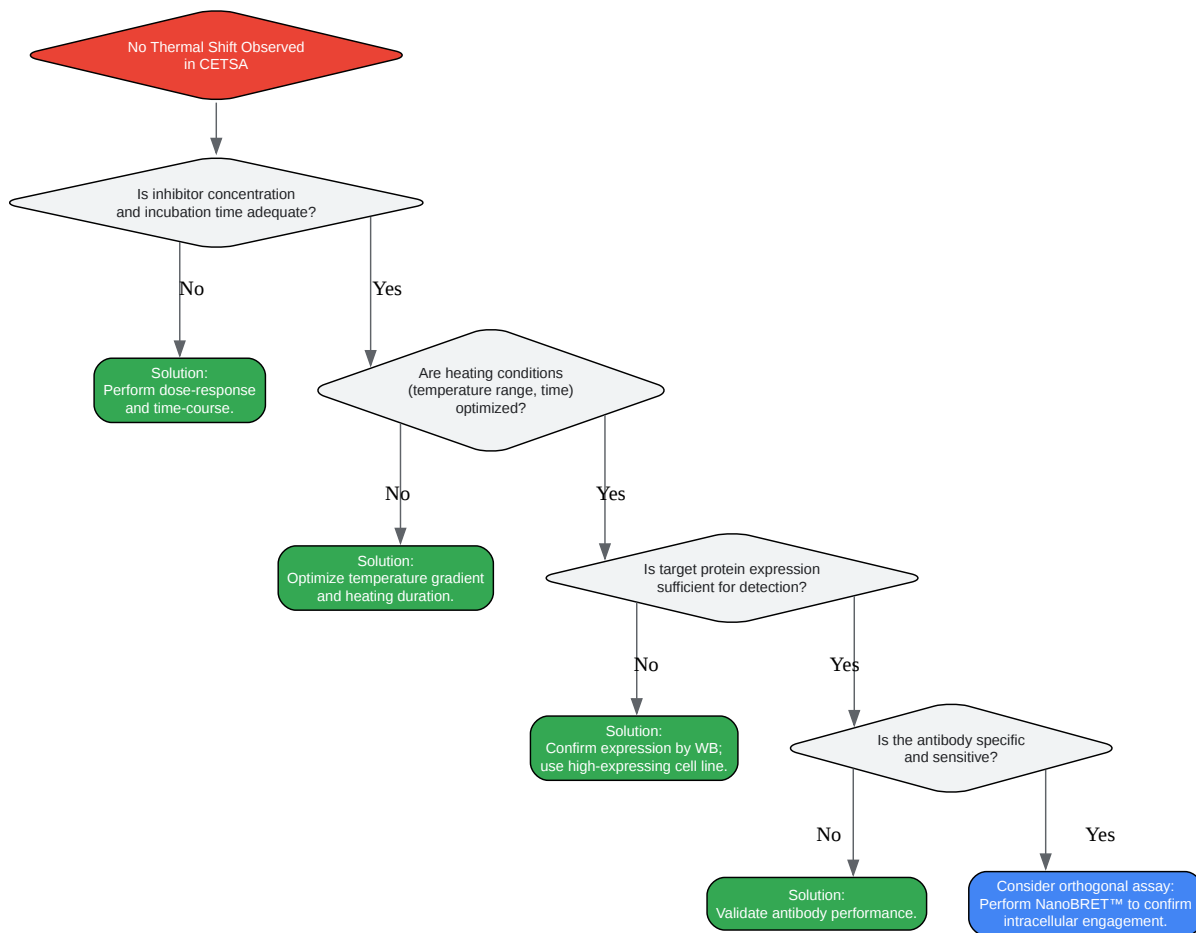 No Thermal Shift Observed
in CETSA
Is inhibitor concentration
and incubation time adequate?
No
Yes
Solution:
Perform dose-response
and time-course.
Are heating conditions
(temperature range, time)
optimized?
No
Yes
Solution:
Optimize temperature gradient
and heating duration.
Is target protein expression
sufficient for detection?
No
Yes
Solution:
Confirm expression by WB;
use high-expressing cell line.
Is the antibody specific
and sensitive?
No
Yes
Solution:
Validate antibody performance.
Consider orthogonal assay:
Perform NanoBRET™ to confirm
intracellular engagement.